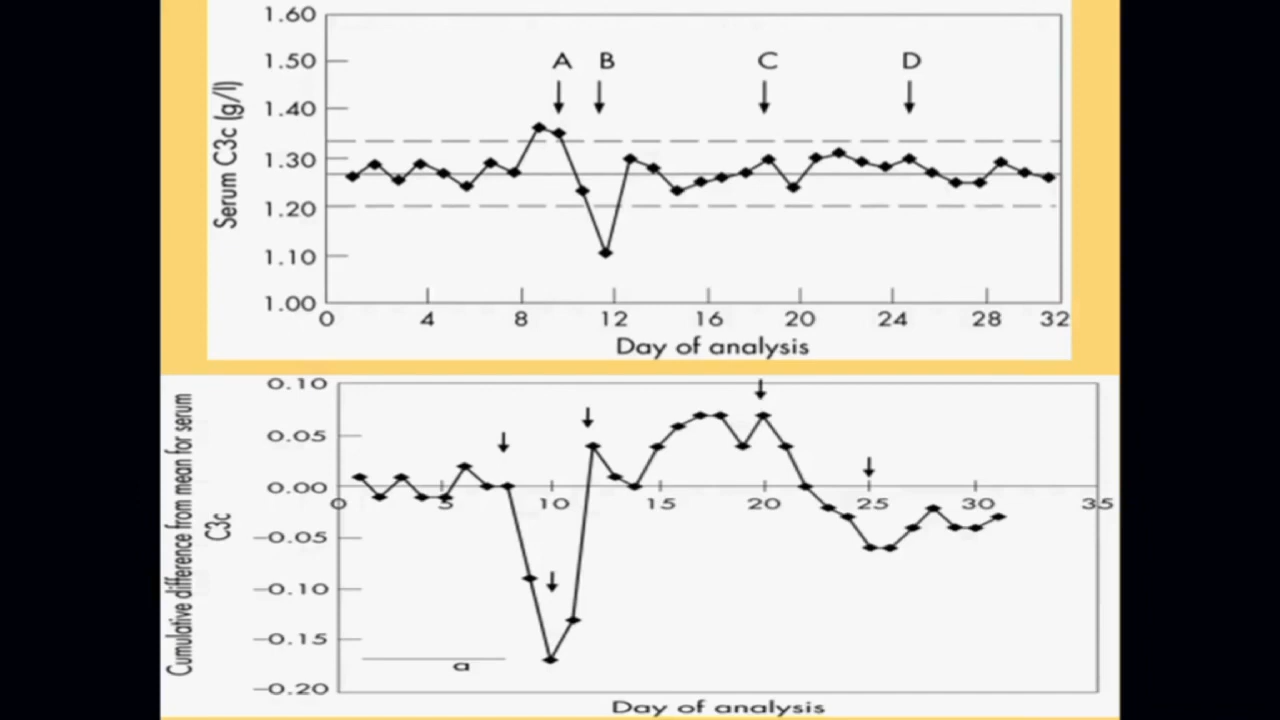 1.60
1.50
A B C D
1.40
1.30
1.20
1.10
1.00
Serum C3c (g/l)
0 4 8 12 16 20 24 28 32
Day of analysis
0.10
0.05
0.00
0 5 10 15 20 25 30 35
−0.05
−0.10
−0.15
a
−0.20
Cumulative difference from mean for serum
C3c
Day of analysis